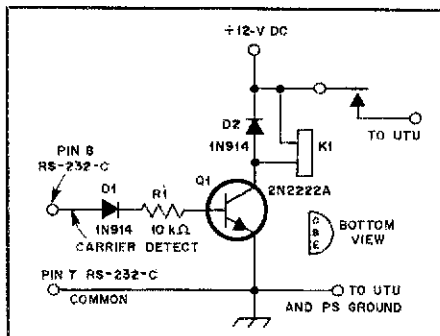 +12-V DC
D2
1N914
K1
TO UTU
PIN 8
RS-232-C
D1
R1
Q1
2N2222A
1N914
10 kΩ
CARRIER DETECT
C
B
E
BOTTOM
VIEW
PIN 7 RS-232-C
COMMON
TO UTU
AND PS GROUND